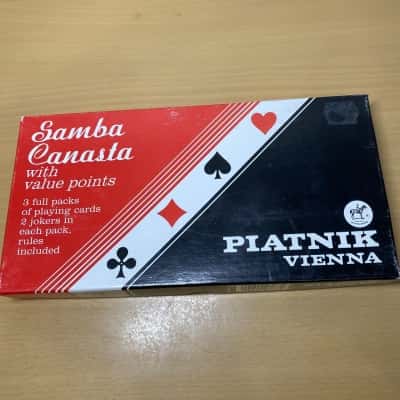 Samba
Canasta
with
value points
3 full packs
of playing cards
2 jokers in
each pack,
rules
included
PIATNIK
VIENNA